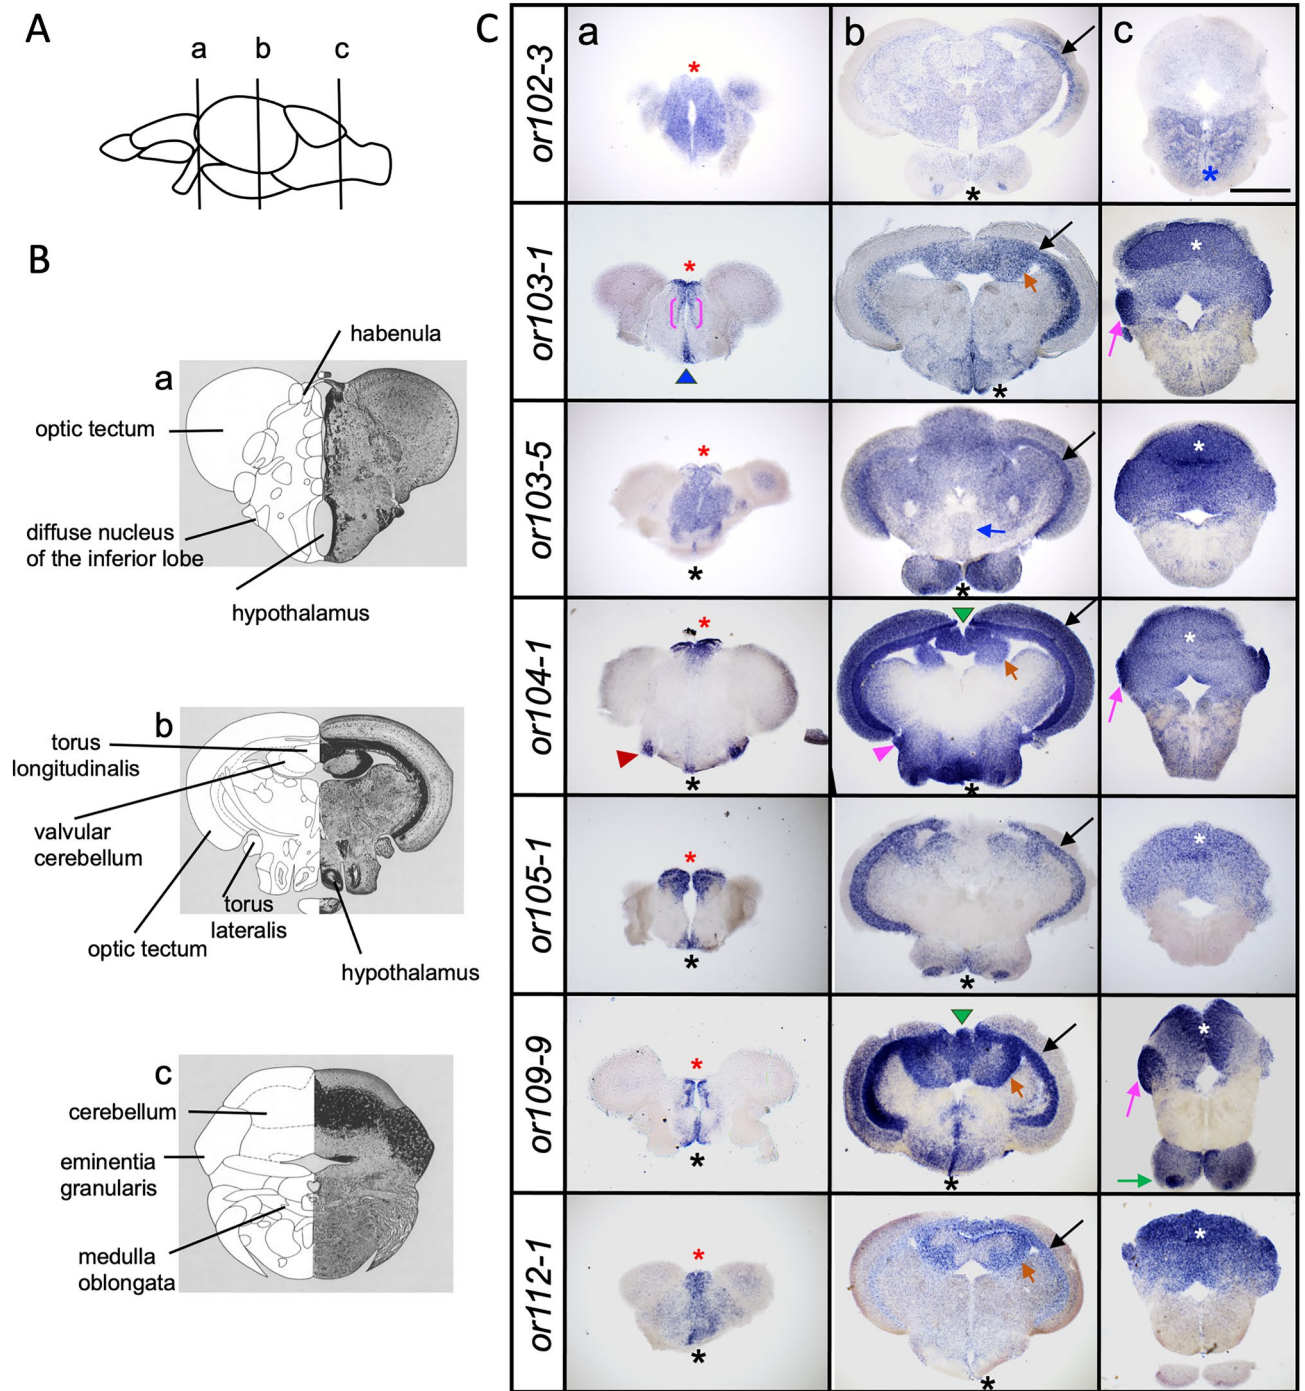 A
a b c
B
a
habenula
optic tectum
diffuse nucleus
of the inferior lobe
hypothalamus
b
torus
longitudinalis
valvular
cerebellum
torus
lateralis
optic tectum
hypothalamus
c
cerebellum
eminentia
granularis
medulla
oblongata
C
a
b
c
or102-3
*
*
*
or103-1
*
*
*
or103-5
*
*
*
*
or104-1
*
*
*
*
or105-1
*
*
*
*
or109-9
*
*
*
*
or112-1
*
*
*
*